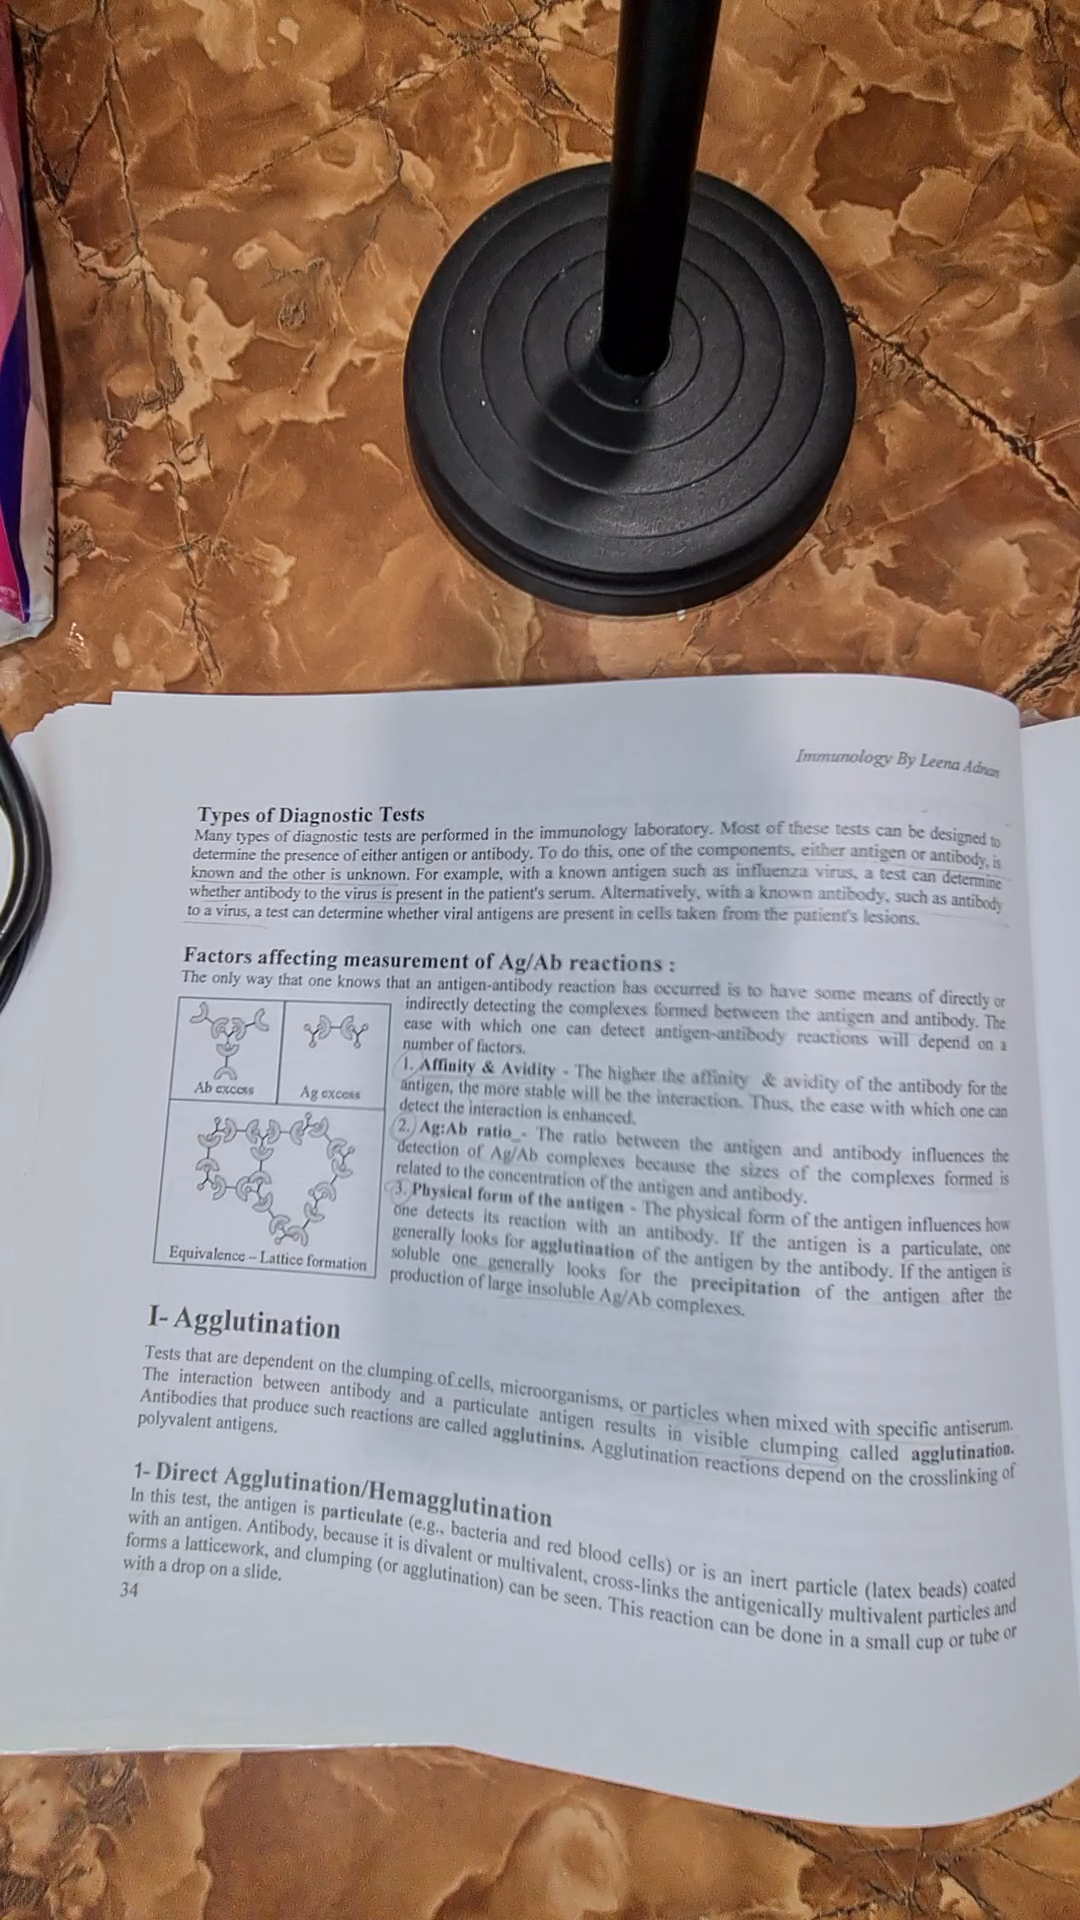 Immunology By Leena Adnan
Types of Diagnostic Tests
Many types of diagnostic tests are performed in the immunology laboratory. Most of these tests can be designed to
determine the presence of either antigen or antibody. To do this, one of the components, either antigen or antibody, is
known and the other is unknown. For example, with a known antigen such as influenza virus, a test can determine
whether antibody to the virus is present in the patient's serum. Alternatively, with a known antibody, such as antibody
to a virus, a test can determine whether viral antigens are present in cells taken from the patient's lesions.
Factors affecting measurement of Ag/Ab reactions :
The only way that one knows that an antigen-antibody reaction has occurred is to have some means of directly or
indirectly detecting the complexes formed between the antigen and antibody. The
ease with which one can detect antigen-antibody reactions will depend on a
number of factors.
1. Affinity & Avidity - The higher the affinity & avidity of the antibody for the
antigen, the more stable will be the interaction. Thus, the ease with which one can
detect the interaction is enhanced.
2. Ag:Ab ratio - The ratio between the antigen and antibody influences the
detection of Ag/Ab complexes because the sizes of the complexes formed is
related to the concentration of the antigen and antibody.
3. Physical form of the antigen - The physical form of the antigen influences how
one detects its reaction with an antibody. If the antigen is a particulate, one
generally looks for agglutination of the antigen by the antibody. If the antigen is
soluble one generally looks for the precipitation of the antigen after the
production of large insoluble Ag/Ab complexes.
Ab excess
Ag excess
Equivalence – Lattice formation
I- Agglutination
Tests that are dependent on the clumping of cells, microorganisms, or particles when mixed with specific antiserum.
The interaction between antibody and a particulate antigen results in visible clumping called agglutination.
Antibodies that produce such reactions are called agglutinins. Agglutination reactions depend on the crosslinking of
polyvalent antigens.
1- Direct Agglutination/Hemagglutination
In this test, the antigen is particulate (e.g., bacteria and red blood cells) or is an inert particle (latex beads) coated
with an antigen. Antibody, because it is divalent or multivalent, cross-links the antigenically multivalent particles and
forms a latticework, and clumping (or agglutination) can be seen. This reaction can be done in a small cup or tube or
with a drop on a slide.
34